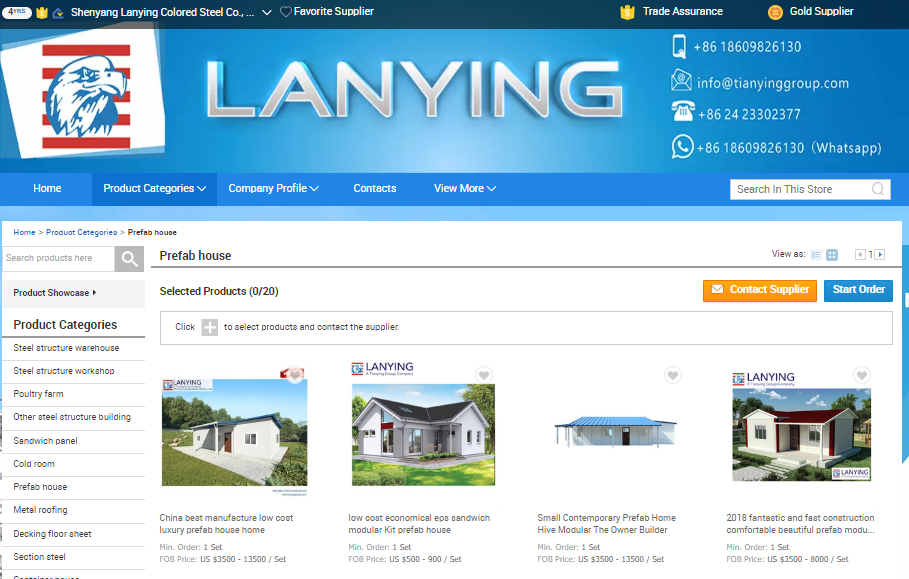 4YRS Shenyang Lanying Colored Steel Co., ... Favorite Supplier Trade Assurance Gold Supplier
LANYING
+86 18609826130
info@tianyinggroup.com
+86 24 23302377
+86 18609826130 (Whatsapp)
Home Product Categories Company Profile Contacts View More Search In This Store
Home > Product Categories > Prefab house
Search products here
Prefab house View as: 1
Product Showcase
Selected Products (0/20) Contact Supplier Start Order
Product Categories
Click + to select products and contact the supplier.
Steel structure warehouse
Steel structure workshop
Poultry farm
Other steel structure building
Sandwich panel
Cold room
Prefab house
Metal roofing
Decking floor sheet
Section steel
Container house
LANYING
LANYING
A Tianying Group Company
LANYING
A Tianying Group Company
LANYING
China best manufacture low cost
luxury prefab house home
Min. Order: 1 Set
FOB Price: US $3500 - 13500 / Set
low cost economical eps sandwich
modular Kit prefab house
Min. Order: 1 Set
FOB Price: US $500 - 900 / Set
Small Contemporary Prefab Home
Hive Modular The Owner Builder
Min. Order: 1 Set
FOB Price: US $3500 - 13500 / Set
2018 fantastic and fast construction
comfortable beautiful prefab modu...
Min. Order: 1 Set
FOB Price: US $3500 - 8000 / Set